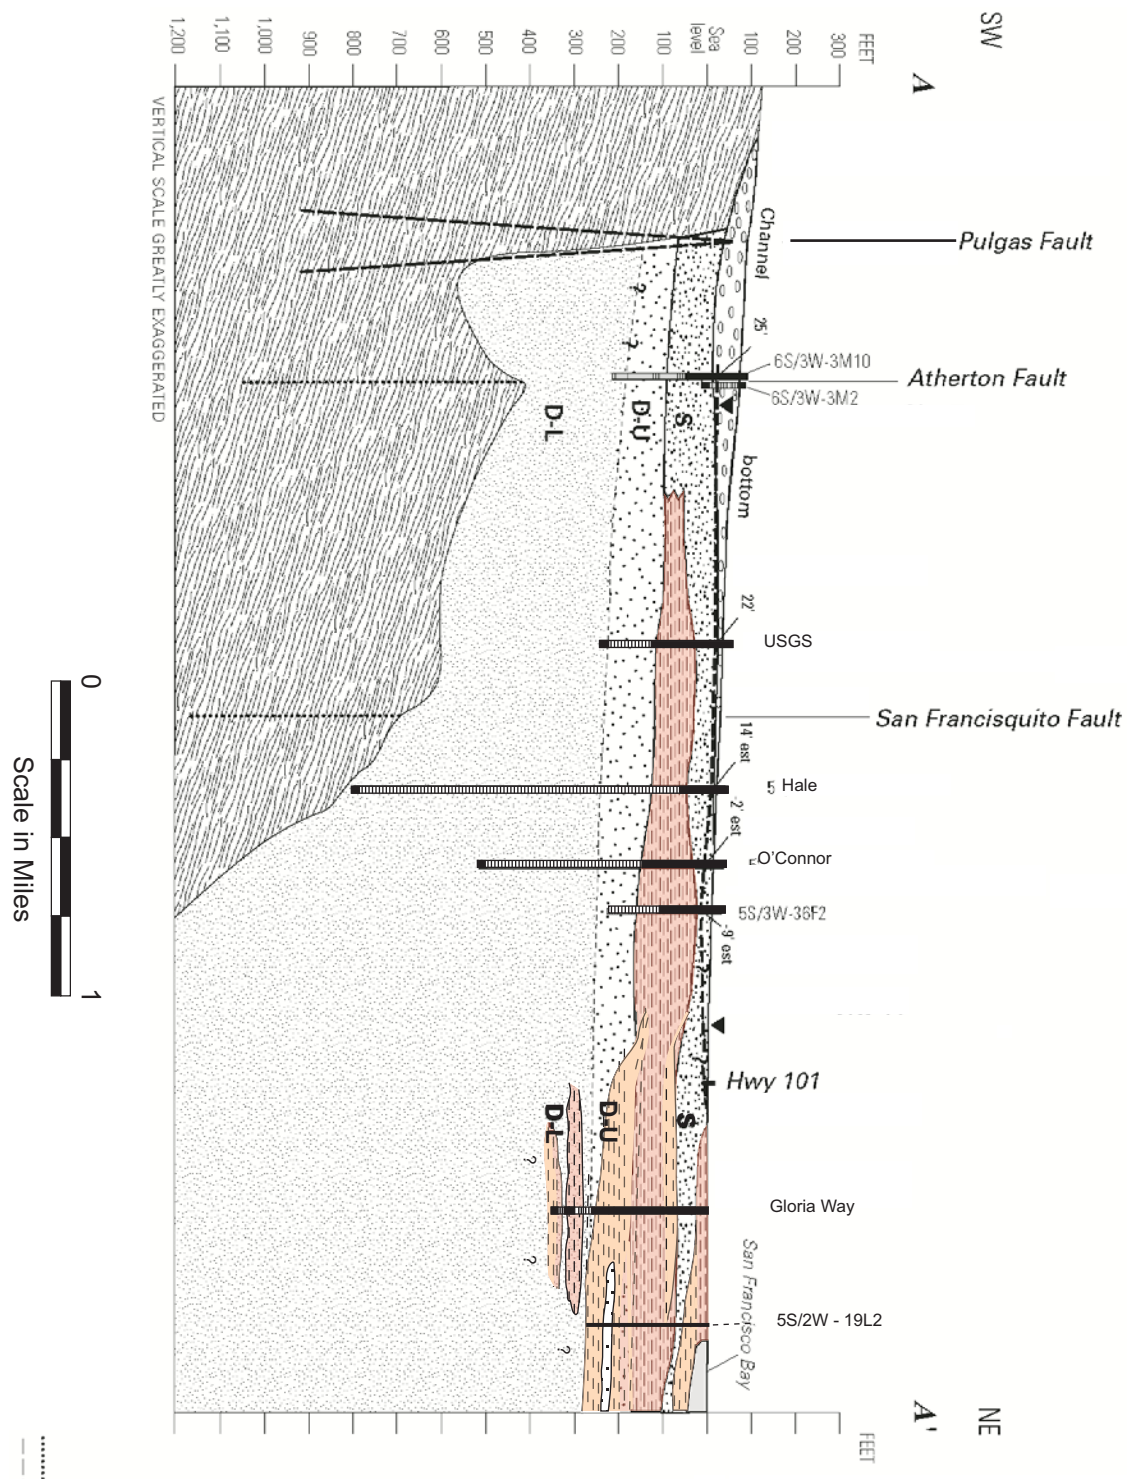 SW
A
FEET
300
200
100
Sea
level
100
200
300
400
500
600
700
800
900
1,000
1,100
1,200
VERTICAL SCALE GREATLY EXAGGERATED
Pulgas Fault
Channel
bottom
25'
6S/3W-3M10
Atherton Fault
6S/3W-3M2
?
?
S
D-U
D-L
22'
USGS
San Francisquito Fault
14' est
5 Hale
-2' est
O'Connor
5S/3W-36F2
-9' est
?
?
Hwy 101
S
D-U
D-L
?
Gloria Way
?
San Francisco Bay
5S/2W - 19L2
?
NE
A'
FEET
0
1
Scale in Miles